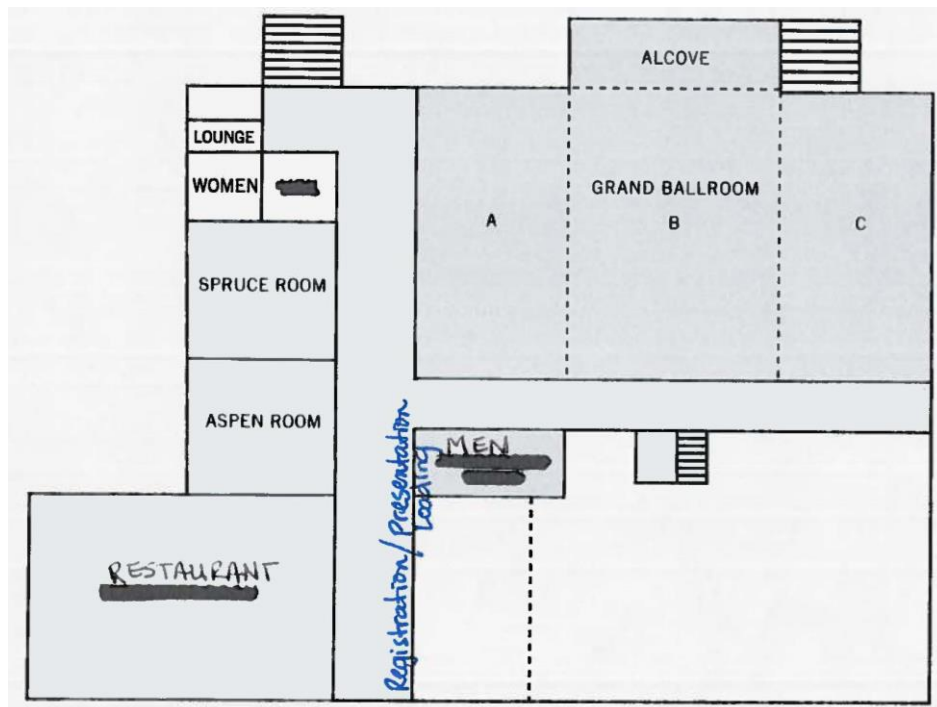 ALCOVE
LOUNGE
WOMEN
GRAND BALLROOM
A
B
C
SPRUCE ROOM
ASPEN ROOM
MEN
Registration/Presentation
Loading
RESTAURANT